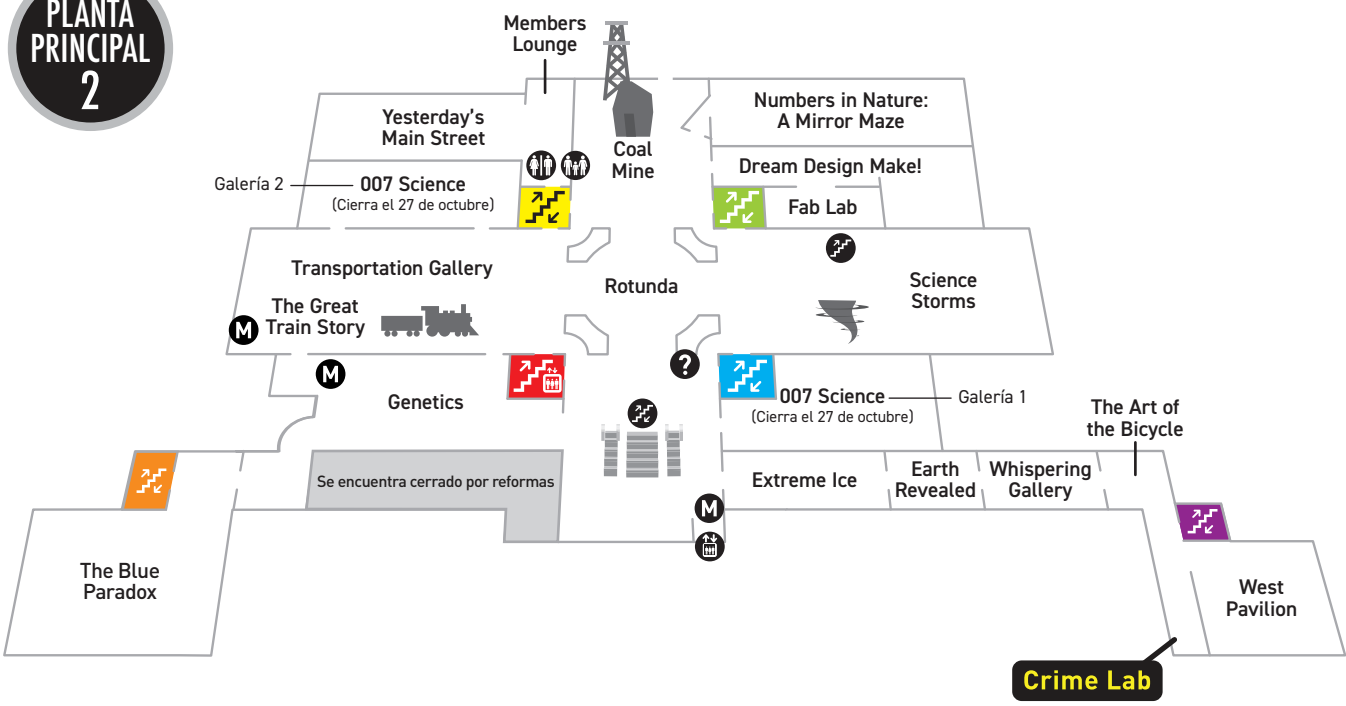 PLANTA
PRINCIPAL
2
Members
Lounge
Yesterday's
Main Street
Coal
Mine
Numbers in Nature:
A Mirror Maze
Dream Design Make!
Galería 2
007 Science
(Cierra el 27 de octubre)
Fab Lab
Transportation Gallery
Rotunda
Science
Storms
The Great
Train Story
M
M
?
Genetics
007 Science
(Cierra el 27 de octubre)
Galería 1
The Art of
the Bicycle
Se encuentra cerrado por reformas
Extreme Ice
Earth
Revealed
Whispering
Gallery
M
The Blue
Paradox
West
Pavilion
Crime Lab